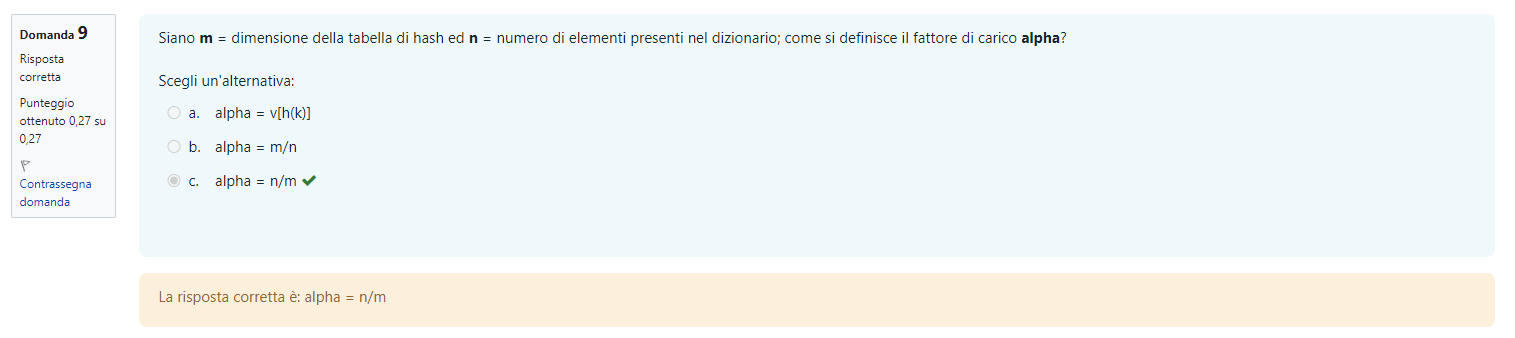 Domanda 9
Risposta
corretta
Punteggio
ottenuto 0,27 su
0,27
Contrassegna
domanda
Siano m = dimensione della tabella di hash ed n = numero di elementi presenti nel dizionario; come si definisce il fattore di carico alpha?
Scegli un'alternativa:
a. alpha = v[h(k)]
b. alpha = m/n
c. alpha = n/m
La risposta corretta è: alpha = n/m